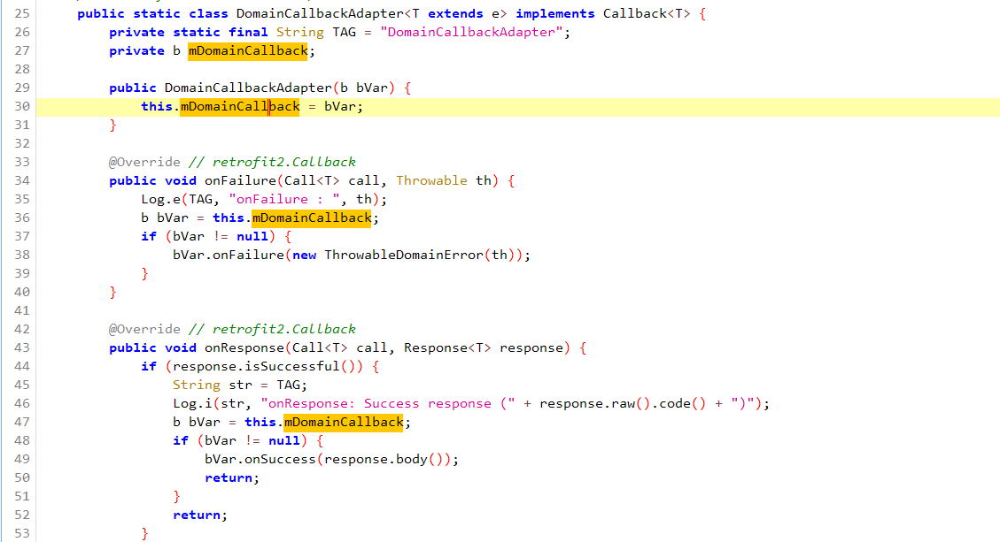 25 public static class DomainCallbackAdapter<T extends e> implements Callback<T> {
26 private static final String TAG = "DomainCallbackAdapter";
27 private b mDomainCallback;
28
29 public DomainCallbackAdapter(b bVar) {
30 this.mDomainCallback = bVar;
31 }
32
33 @Override // retrofit2.Callback
34 public void onFailure(Call<T> call, Throwable th) {
35 Log.e(TAG, "onFailure : ", th);
36 b bVar = this.mDomainCallback;
37 if (bVar != null) {
38 bVar.onFailure(new ThrowableDomainError(th));
39 }
40 }
41
42 @Override // retrofit2.Callback
43 public void onResponse(Call<T> call, Response<T> response) {
44 if (response.isSuccessful()) {
45 String str = TAG;
46 Log.i(str, "onResponse: Success response (" + response.raw().code() + ")");
47 b bVar = this.mDomainCallback;
48 if (bVar != null) {
49 bVar.onSuccess(response.body());
50 return;
51 }
52 return;
53 }